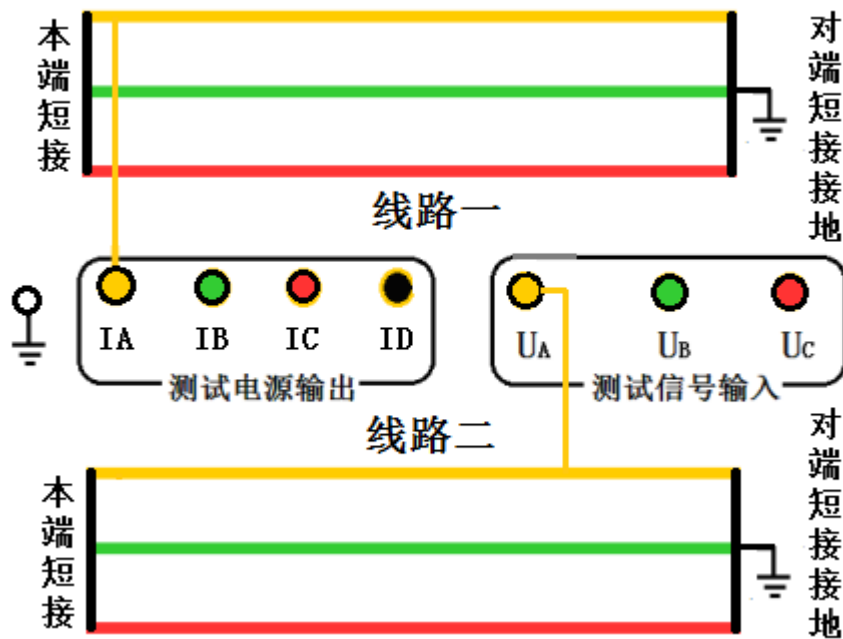 本端短接
对端短接接地
线路一
IA IB IC ID
测试电源输出
UA UB UC
测试信号输入
线路二
本端短接
对端短接接地